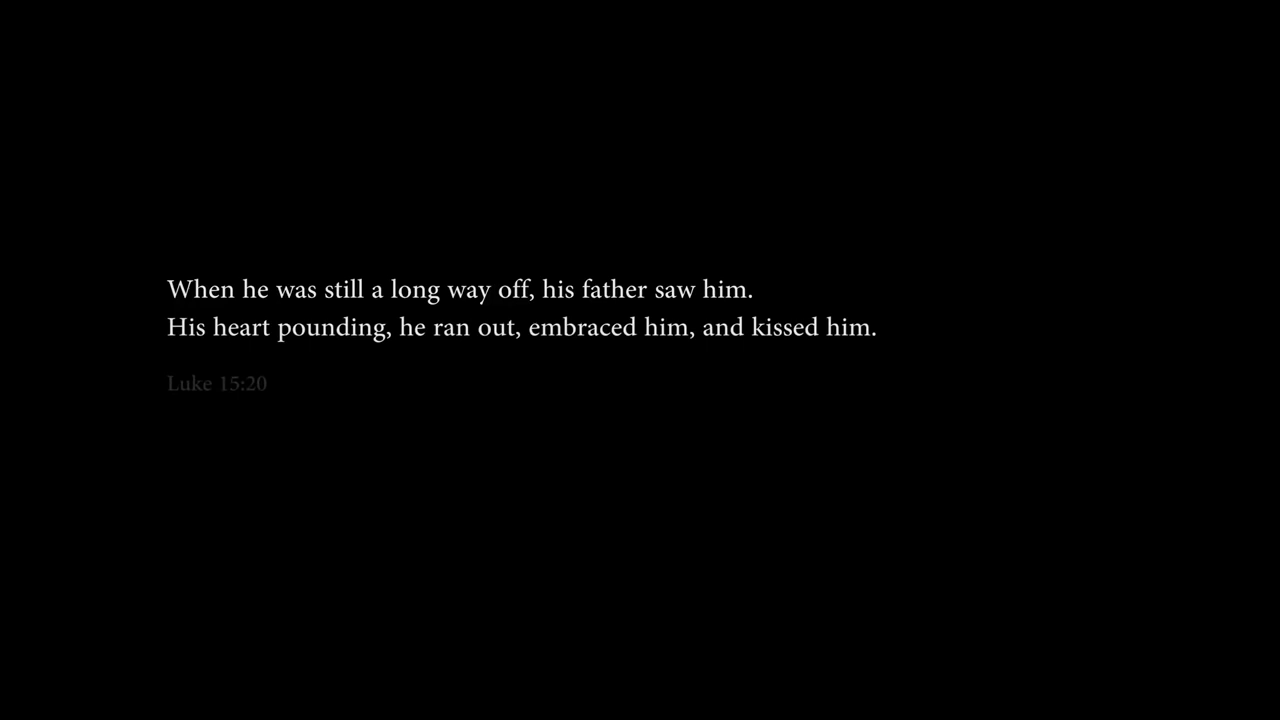 When he was still a long way off, his father saw him.
His heart pounding, he ran out, embraced him, and kissed him.
Luke 15:20